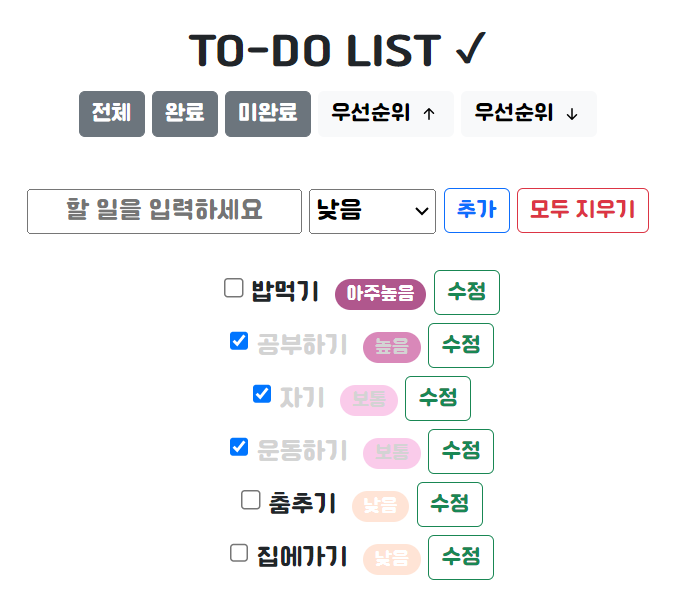 TO-DO LIST ✓
전체 완료 미완료 우선순위 ↑ 우선순위 ↓
할 일을 입력하세요 낮음 추가 모두 지우기
밥먹기 아주높음 수정
공부하기 높음 수정
자기 보통 수정
운동하기 보통 수정
춤추기 낮음 수정
집에가기 낮음 수정